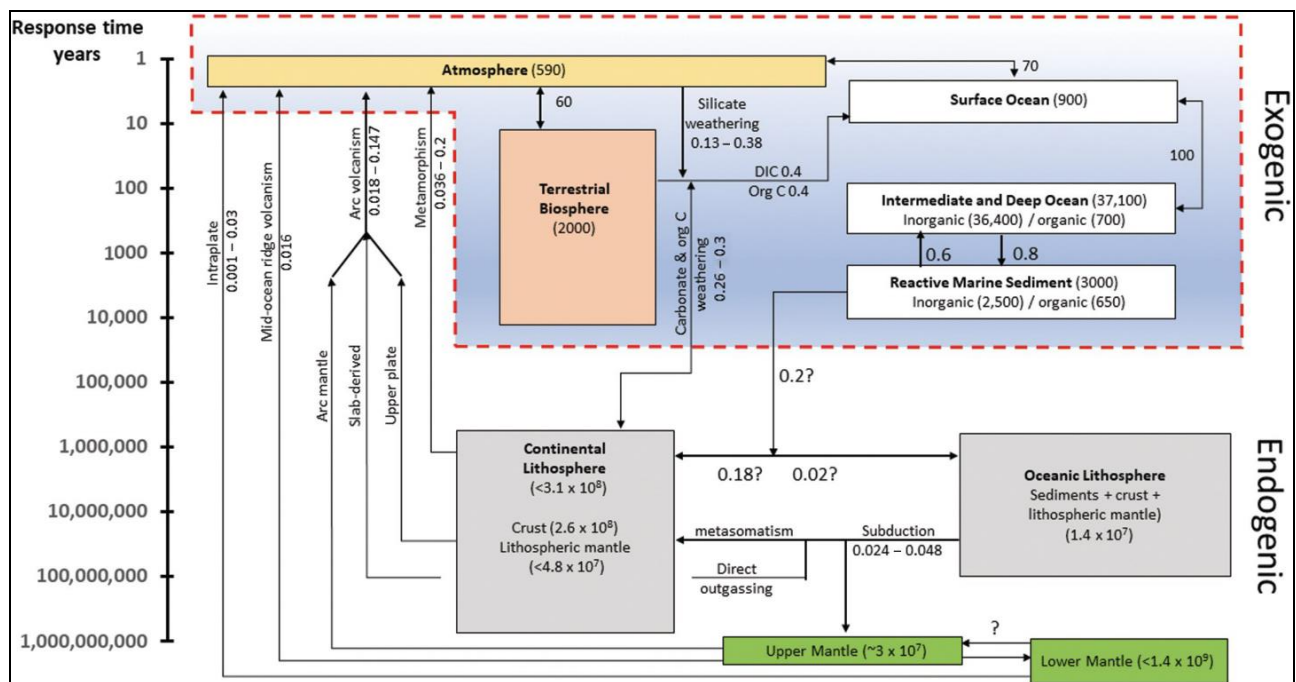 Response time
years
1
10
100
1000
10,000
100,000
1,000,000
10,000,000
100,000,000
1,000,000,000
Exogenic
Endogenic
Atmosphere (590)
70
Surface Ocean (900)
100
60
Silicate
weathering
0.13 – 0.38
Terrestrial
Biosphere
(2000)
DIC 0.4
Org C 0.4
Intermediate and Deep Ocean (37,100)
Inorganic (36,400) / organic (700)
0.6
0.8
Reactive Marine Sediment (3000)
Inorganic (2,500) / organic (650)
Intraplate
0.001 – 0.03
Mid-ocean ridge volcanism
0.016
Arc volcanism
0.018 – 0.147
Metamorphism
0.036 – 0.2
Carbonate & org C
weathering
0.26 – 0.3
0.2?
Arc mantle
Slab-derived
Upper plate
Continental
Lithosphere
(<3.1 x 10⁸)
Crust (2.6 x 10⁸)
Lithospheric mantle
(<4.8 x 10⁷)
0.18?
0.02?
Oceanic Lithosphere
Sediments + crust +
lithospheric mantle)
(1.4 x 10⁷)
metasomatism
Subduction
0.024 – 0.048
Direct
outgassing
?
Upper Mantle (~3 x 10⁷)
Lower Mantle (<1.4 x 10⁹)